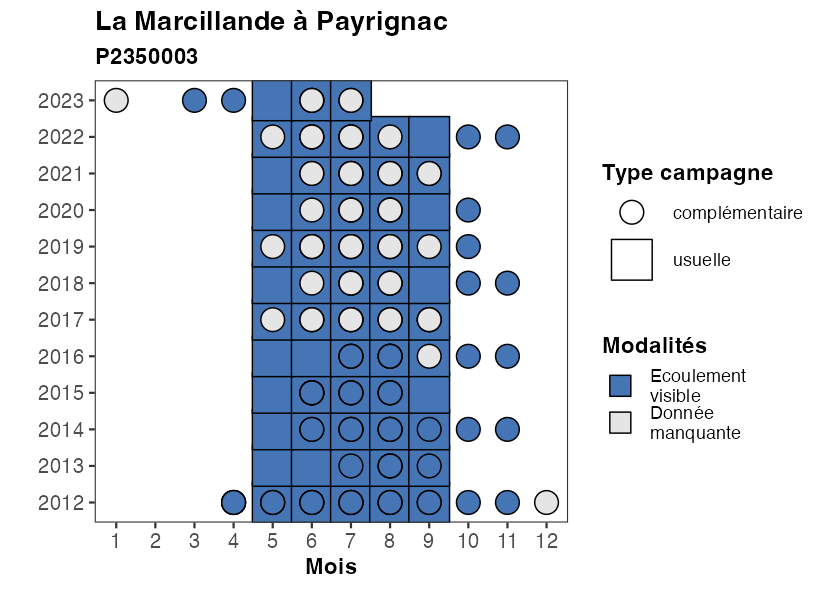 La Marcillande à Payrignac
P2350003
2023
2022
2021
2020
2019
2018
2017
2016
2015
2014
2013
2012
1 2 3 4 5 6 7 8 9 10 11 12
Mois
Type campagne
complémentaire
usuelle
Modalités
Ecoulement
visible
Donnée
manquante